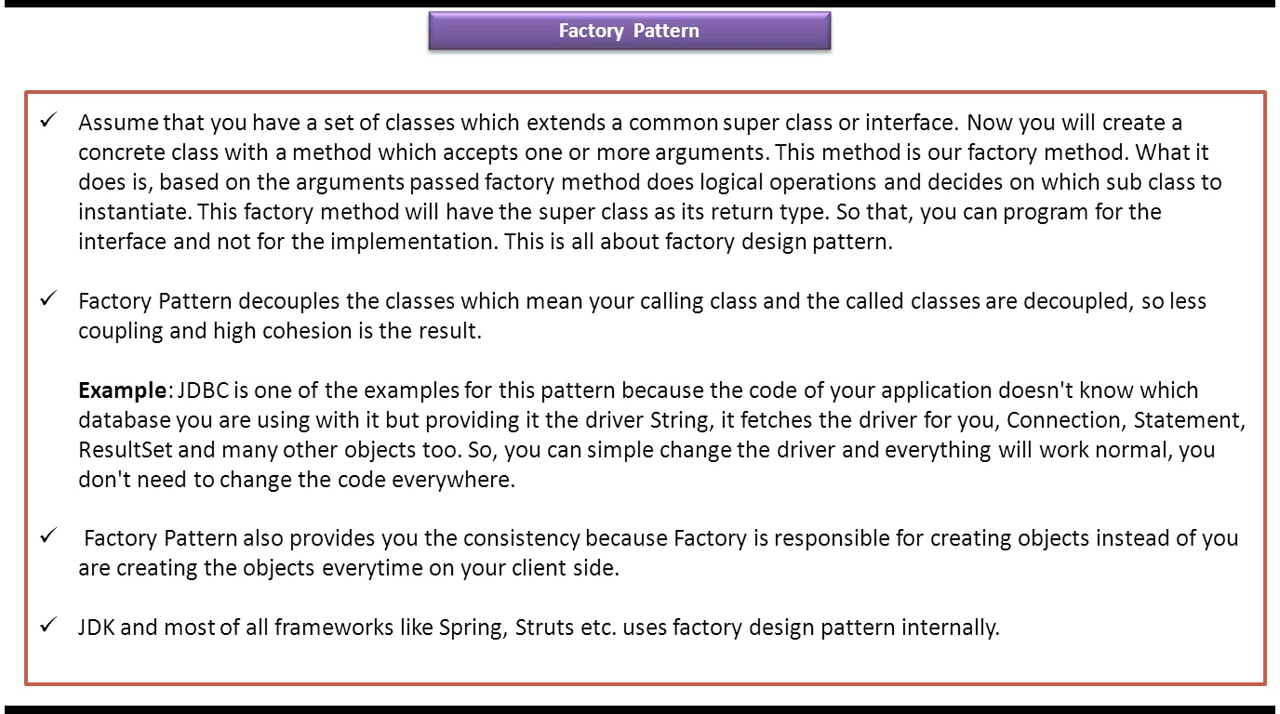 Factory Pattern
✓ Assume that you have a set of classes which extends a common super class or interface. Now you will create a
concrete class with a method which accepts one or more arguments. This method is our factory method. What it
does is, based on the arguments passed factory method does logical operations and decides on which sub class to
instantiate. This factory method will have the super class as its return type. So that, you can program for the
interface and not for the implementation. This is all about factory design pattern.
✓ Factory Pattern decouples the classes which mean your calling class and the called classes are decoupled, so less
coupling and high cohesion is the result.
Example: JDBC is one of the examples for this pattern because the code of your application doesn't know which
database you are using with it but providing it the driver String, it fetches the driver for you, Connection, Statement,
ResultSet and many other objects too. So, you can simple change the driver and everything will work normal, you
don't need to change the code everywhere.
✓ Factory Pattern also provides you the consistency because Factory is responsible for creating objects instead of you
are creating the objects everytime on your client side.
✓ JDK and most of all frameworks like Spring, Struts etc. uses factory design pattern internally.